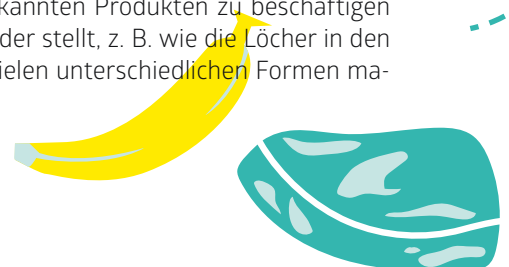 kannten Produkten zu beschäftigen
der stellt, z. B. wie die Löcher in den
ielen unterschiedlichen Formen ma-